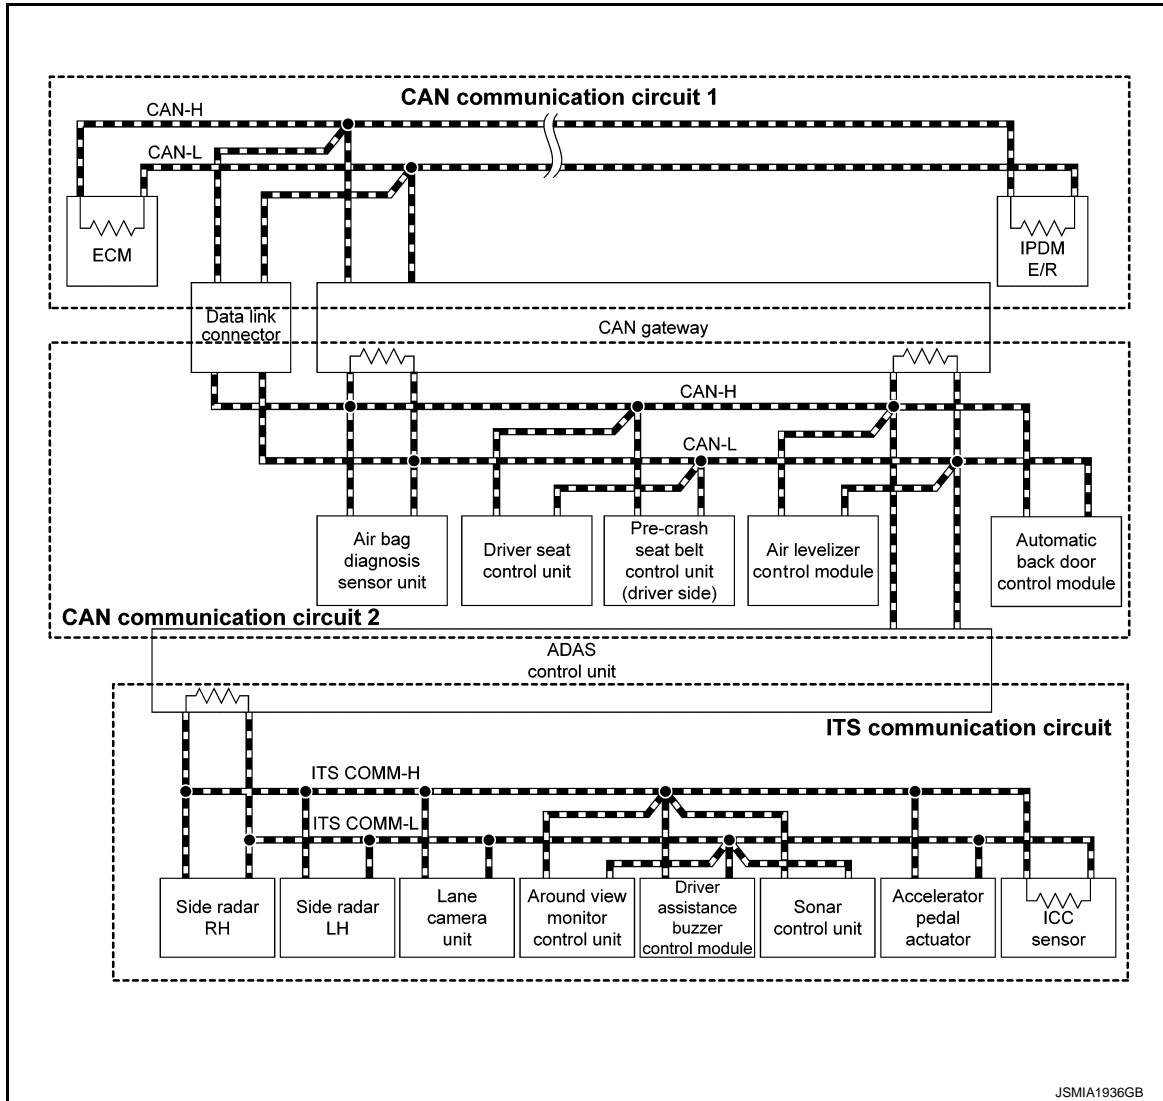 CAN communication circuit 1
CAN-H
CAN-L
ECM
IPDM
E/R
Data link
connector
CAN gateway
CAN-H
CAN-L
Air bag
diagnosis
sensor unit
Driver seat
control unit
Pre-crash
seat belt
control unit
(driver side)
Air levelizer
control module
Automatic
back door
control module
CAN communication circuit 2
ADAS
control unit
ITS communication circuit
ITS COMM-H
ITS COMM-L
Side radar
RH
Side radar
LH
Lane
camera
unit
Around view
monitor
control unit
Driver
assistance
buzzer
control module
Sonar
control unit
Accelerator
pedal
actuator
ICC
sensor
JSMIA1936GB